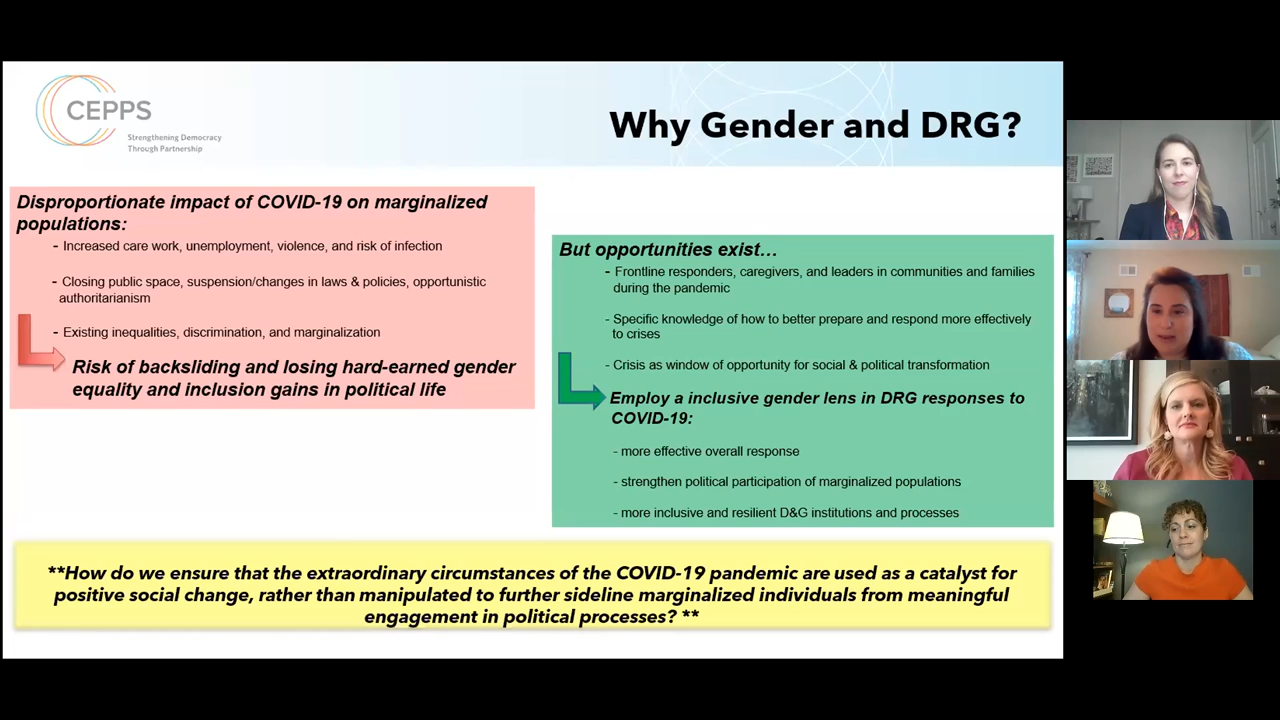 CEPPS
Strengthening Democracy
Through Partnership
Why Gender and DRG?
Disproportionate impact of COVID-19 on marginalized
populations:
- Increased care work, unemployment, violence, and risk of infection
- Closing public space, suspension/changes in laws & policies, opportunistic
authoritarianism
- Existing inequalities, discrimination, and marginalization
Risk of backsliding and losing hard-earned gender
equality and inclusion gains in political life
But opportunities exist…
- Frontline responders, caregivers, and leaders in communities and families
during the pandemic
- Specific knowledge of how to better prepare and respond more effectively
to crises
- Crisis as window of opportunity for social & political transformation
Employ a inclusive gender lens in DRG responses to
COVID-19:
- more effective overall response
- strengthen political participation of marginalized populations
- more inclusive and resilient D&G institutions and processes
**How do we ensure that the extraordinary circumstances of the COVID-19 pandemic are used as a catalyst for
positive social change, rather than manipulated to further sideline marginalized individuals from meaningful
engagement in political processes? **